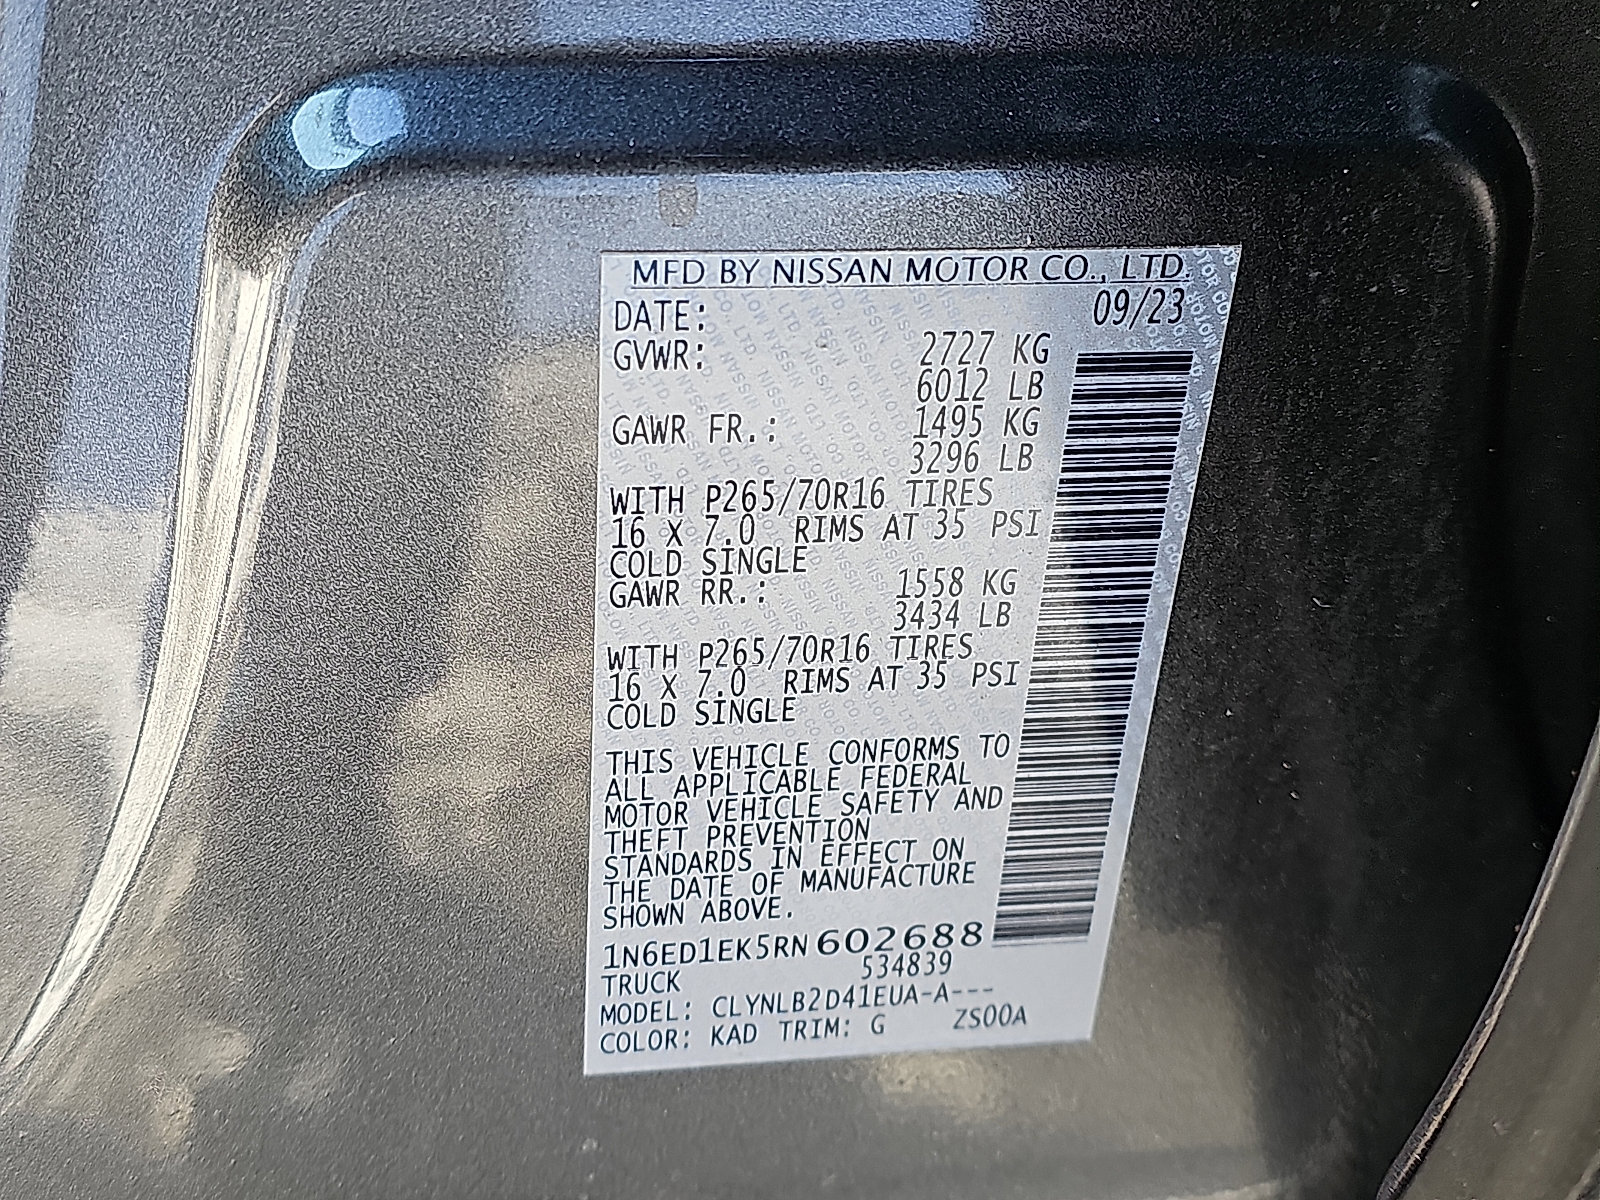 MFD BY NISSAN MOTOR CO., LTD.
DATE: 09/23
GVWR: 2727 KG
6012 LB
GAWR FR.: 1495 KG
3296 LB
WITH P265/70R16 TIRES
16 X 7.0 RIMS AT 35 PSI
COLD SINGLE
GAWR RR.: 1558 KG
3434 LB
WITH P265/70R16 TIRES
16 X 7.0 RIMS AT 35 PSI
COLD SINGLE
THIS VEHICLE CONFORMS TO
ALL APPLICABLE FEDERAL
MOTOR VEHICLE SAFETY AND
THEFT PREVENTION
STANDARDS IN EFFECT ON
THE DATE OF MANUFACTURE
SHOWN ABOVE.
1N6ED1EK5RN602688
TRUCK 534839
MODEL: CLYNLB2D41EUA-A---
COLOR: KAD TRIM: G ZS00A